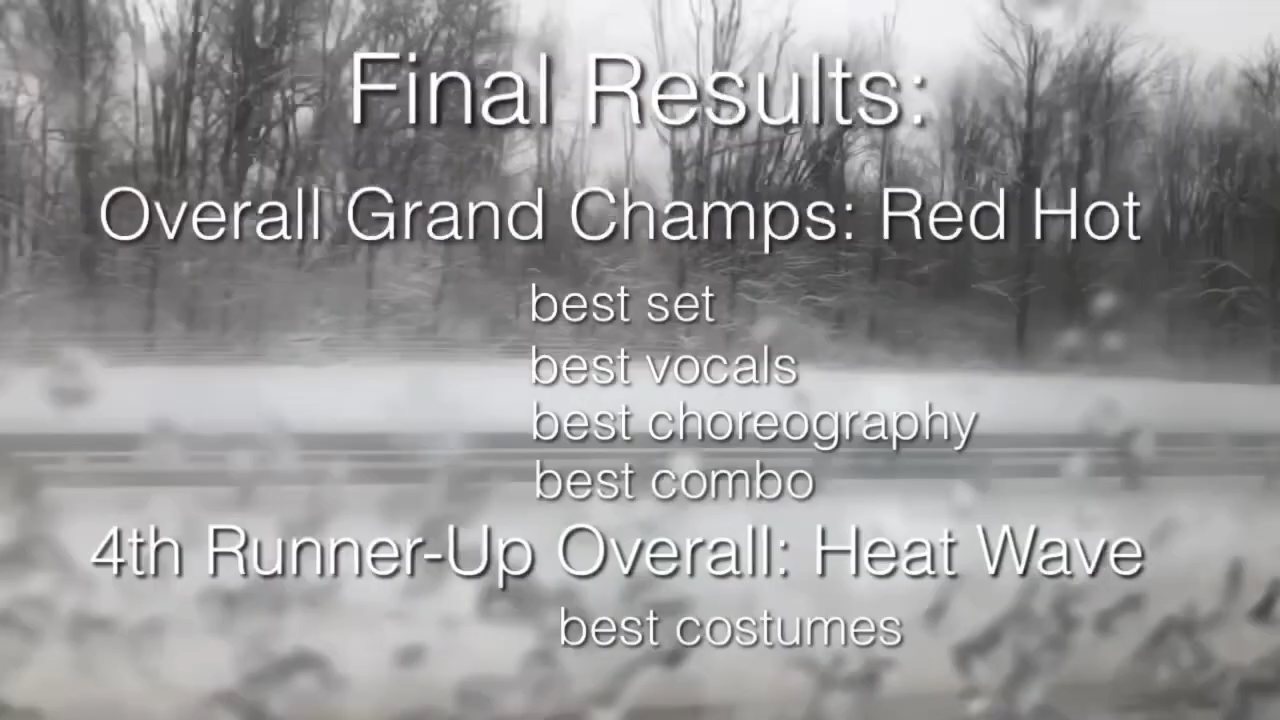 Final Results:
Overall Grand Champs: Red Hot
best set
best vocals
best choreography
best combo
4th Runner-Up Overall: Heat Wave
best costumes